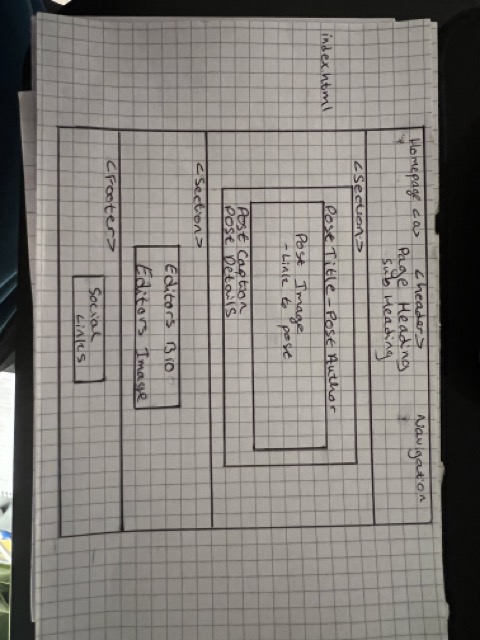 index.html
Homepage <a>
<header>
Page Heading
Sub Heading
Navigation
<Section>
Post Title - Post Author
Post Image
- Link to post
Post Caption
Post Details
<Section>
Editors Bio
Editors Image
<Footer>
Social
Links